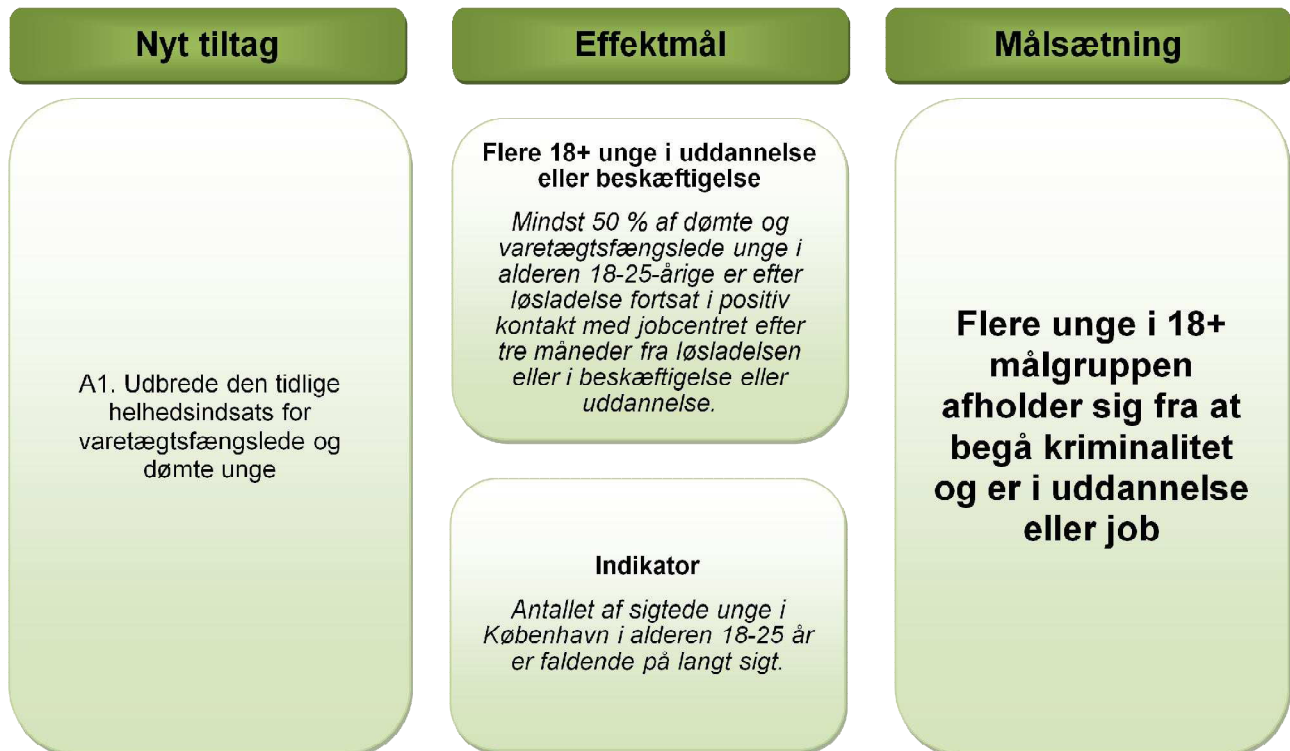 Nyt tiltag
Effektmål
Målsætning
A1. Udbrede den tidlige
helhedsindsats for
varetægtsfængslede og
dømte unge
Flere 18+ unge i uddannelse
eller beskæftigelse
Mindst 50 % af dømte og
varetægtsfængslede unge i
alderen 18-25-årige er efter
løsladelse fortsat i positiv
kontakt med jobcentret efter
tre måneder fra løsladelsen
eller i beskæftigelse eller
uddannelse.
Indikator
Antallet af sigtede unge i
København i alderen 18-25 år
er faldende på langt sigt.
Flere unge i 18+
målgruppen
afholder sig fra at
begå kriminalitet
og er i uddannelse
eller job